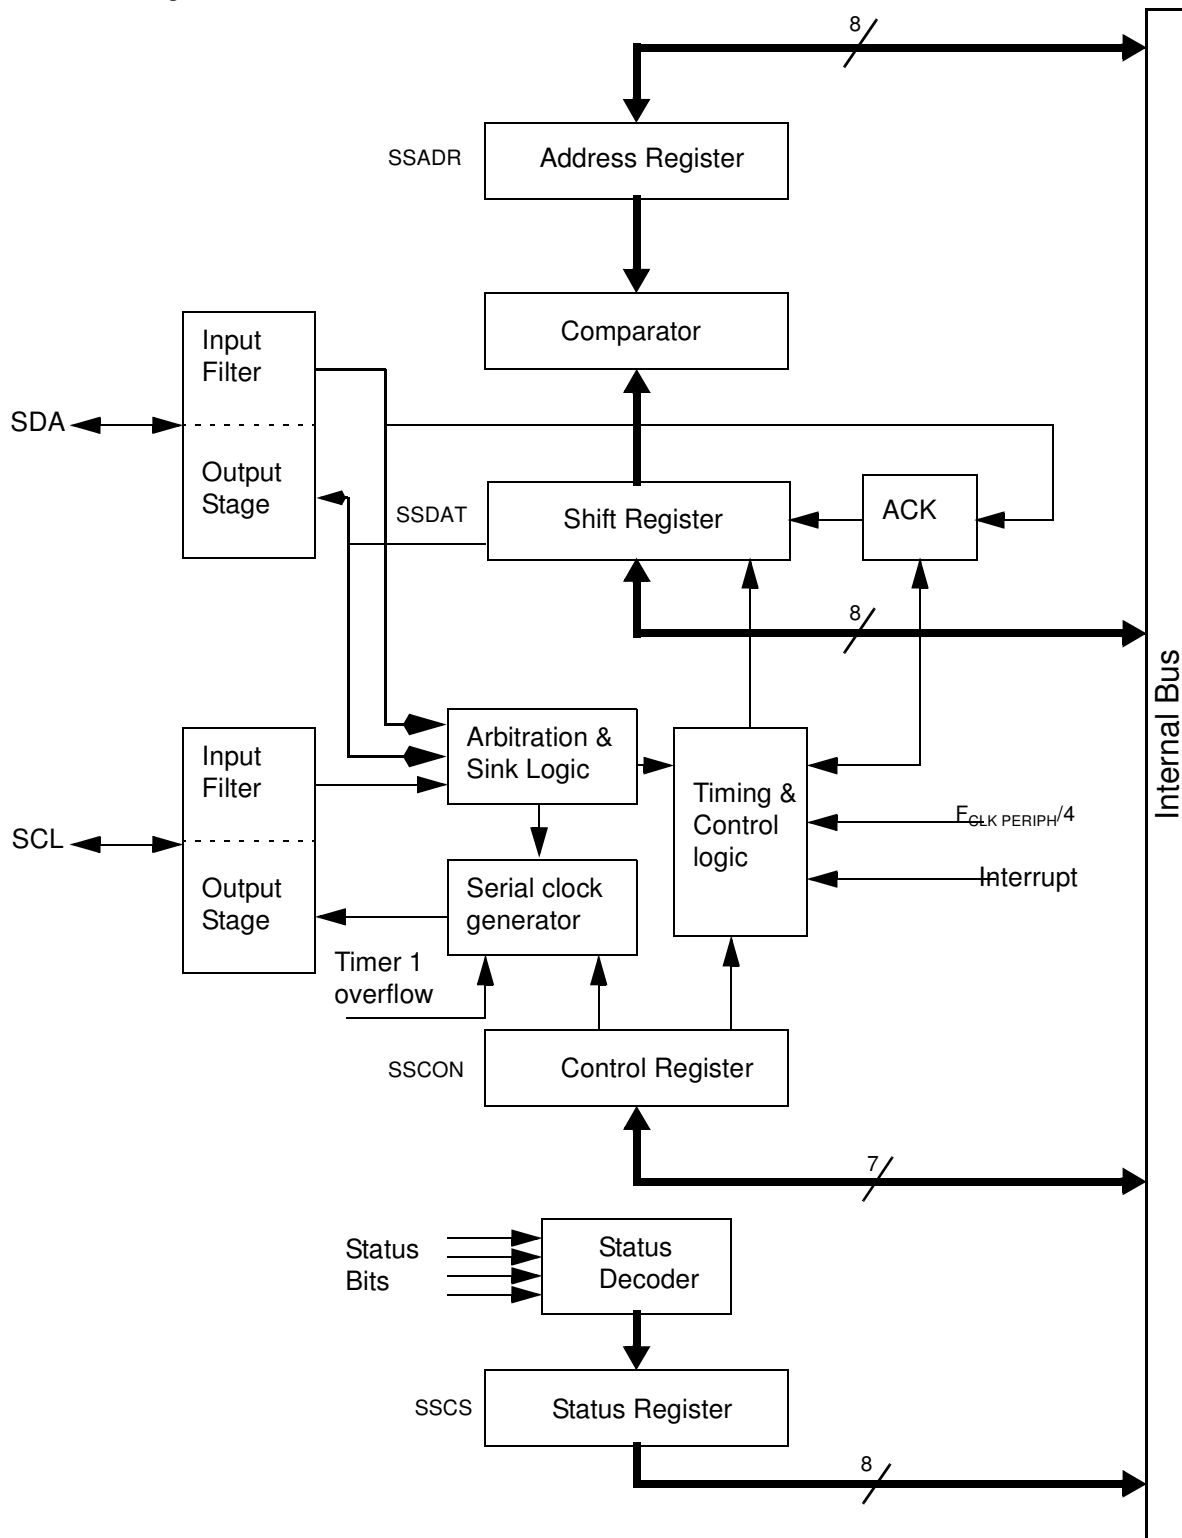 8
SSADR
Address Register
Comparator
Input
Filter
SDA
Output
Stage
SSDAT
Shift Register
ACK
8
Internal Bus
Input
Filter
Arbitration &
Sink Logic
Timing &
Control
logic
FCLK PERIPH/4
SCL
Output
Stage
Serial clock
generator
Interrupt
Timer 1
overflow
SSCON
Control Register
7
Status
Bits
Status
Decoder
SSCS
Status Register
8